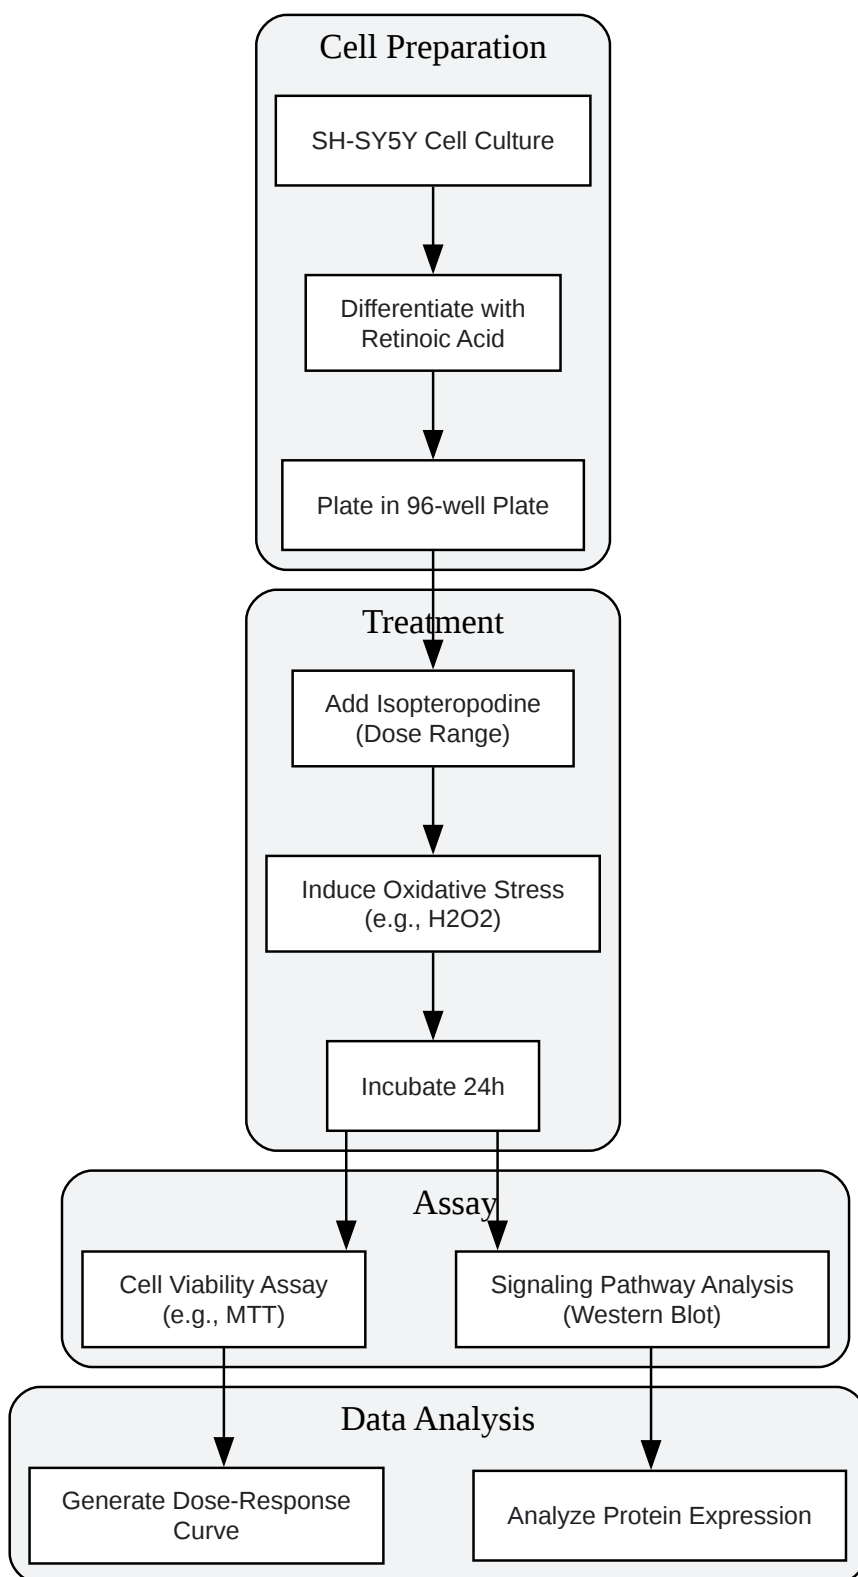 Cell Preparation
SH-SY5Y Cell Culture
Differentiate with
Retinoic Acid
Plate in 96-well Plate
Treatment
Add Isopteropodine
(Dose Range)
Induce Oxidative Stress
(e.g., H2O2)
Incubate 24h
Assay
Cell Viability Assay
(e.g., MTT)
Signaling Pathway Analysis
(Western Blot)
Data Analysis
Generate Dose-Response
Curve
Analyze Protein Expression